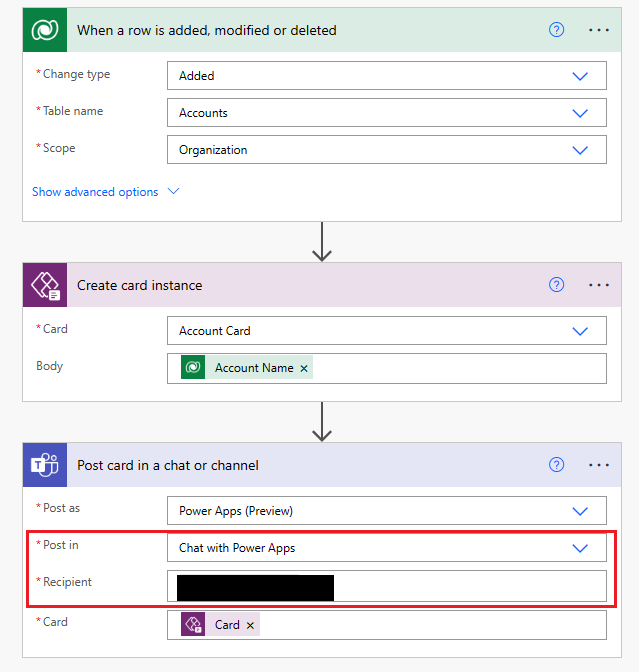 When a row is added, modified or deleted
* Change type Added
* Table name Accounts
* Scope Organization
Show advanced options
Create card instance
* Card Account Card
Body Account Name ×
Post card in a chat or channel
* Post as Power Apps (Preview)
* Post in Chat with Power Apps
* Recipient
* Card Card ×